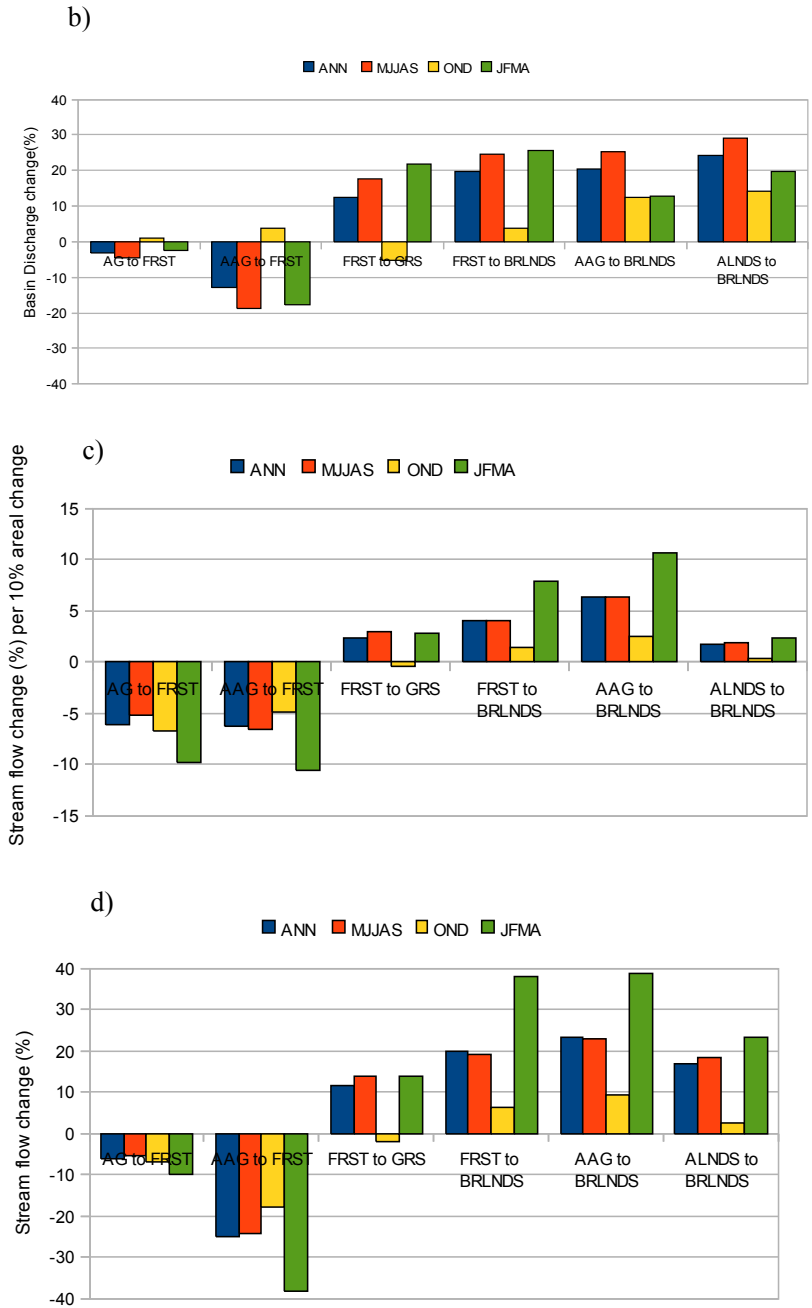 b)
ANN MJJAS OND JFMA
Basin Discharge change(%)
40
30
20
10
0
-10
-20
-30
-40
AG to FRST
AAG to FRST
FRST to GRS
FRST to BRLNDS
AAG to BRLNDS
ALNDS to
BRLNDS
c)
ANN MJJAS OND JFMA
Stream flow change (%) per 10% areal change
15
10
5
0
-5
-10
-15
AG to FRST
AAG to FRST
FRST to GRS
FRST to
BRLNDS
AAG to
BRLNDS
ALNDS to
BRLNDS
d)
ANN MJJAS OND JFMA
Stream flow change (%)
40
30
20
10
0
-10
-20
-30
-40
AG to FRST
AAG to FRST
FRST to GRS
FRST to
BRLNDS
AAG to
BRLNDS
ALNDS to
BRLNDS